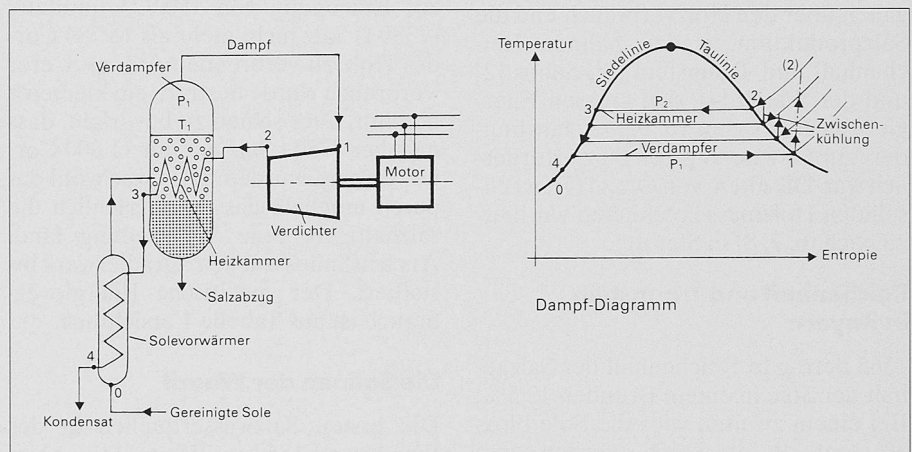 Dampf
Verdampfer
P₁
T₁
2
1
3
Motor
Verdichter
Heizkammer
Salzabzug
Solevorwärmer
4
0
Kondensat
Gereinigte Sole
Temperatur
Siedelinie
Taulinie
(2)
3
P₂
2
Heizkammer
Zwischen-
kühlung
4
Verdampfer
P₁
1
0
Entropie
Dampf-Diagramm